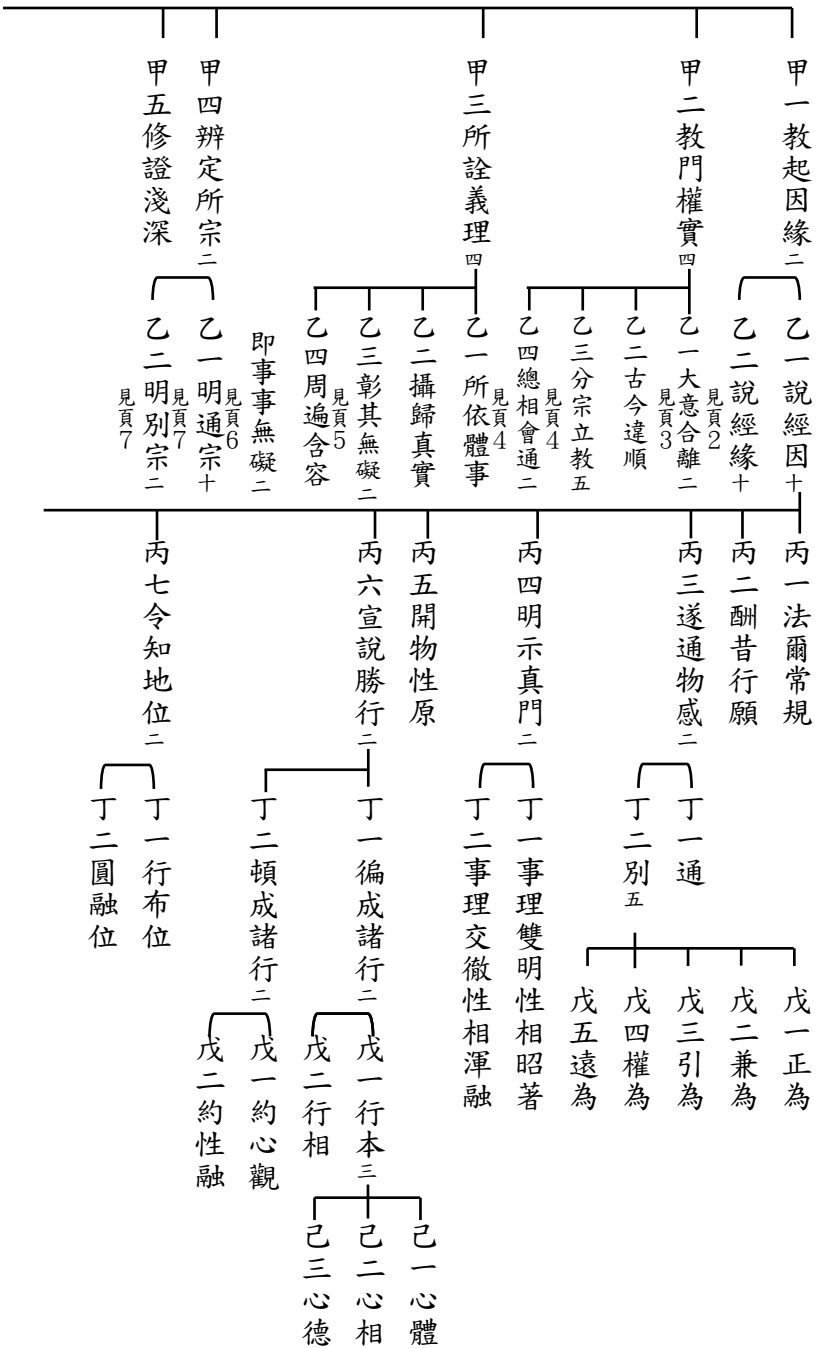 甲一教起因緣二
甲二教門權實四
甲三所詮義理四
甲四辨定所宗二
甲五修證淺深
乙一說經因十
乙二說經緣十
見頁2
乙一大意合離二
見頁3
乙二古今違順
乙三分宗立教五
見頁4
乙四總相會通二
見頁4
乙一所依體事
乙二攝歸真實
乙三彰其無礙二
見頁5
乙四周遍含容
即事事無礙二
見頁6
乙一明通宗十
見頁7
乙二明別宗二
見頁7
丙一法爾常規
丙二酬昔行願
丙三遂通物感二
丙四明示真門二
丙五開物性原
丙六宣說勝行二
丙七令知地位二
丁一通
丁二別五
丁一事理雙明性相昭著
丁二事理交徹性相渾融
丁一徧成諸行二
丁二頓成諸行二
丁一行布位
丁二圓融位
戊一正為
戊二兼為
戊三引為
戊四權為
戊五遠為
戊一行本三
戊二行相
戊一約心觀
戊二約性融
己一心體
己二心相
己三心德